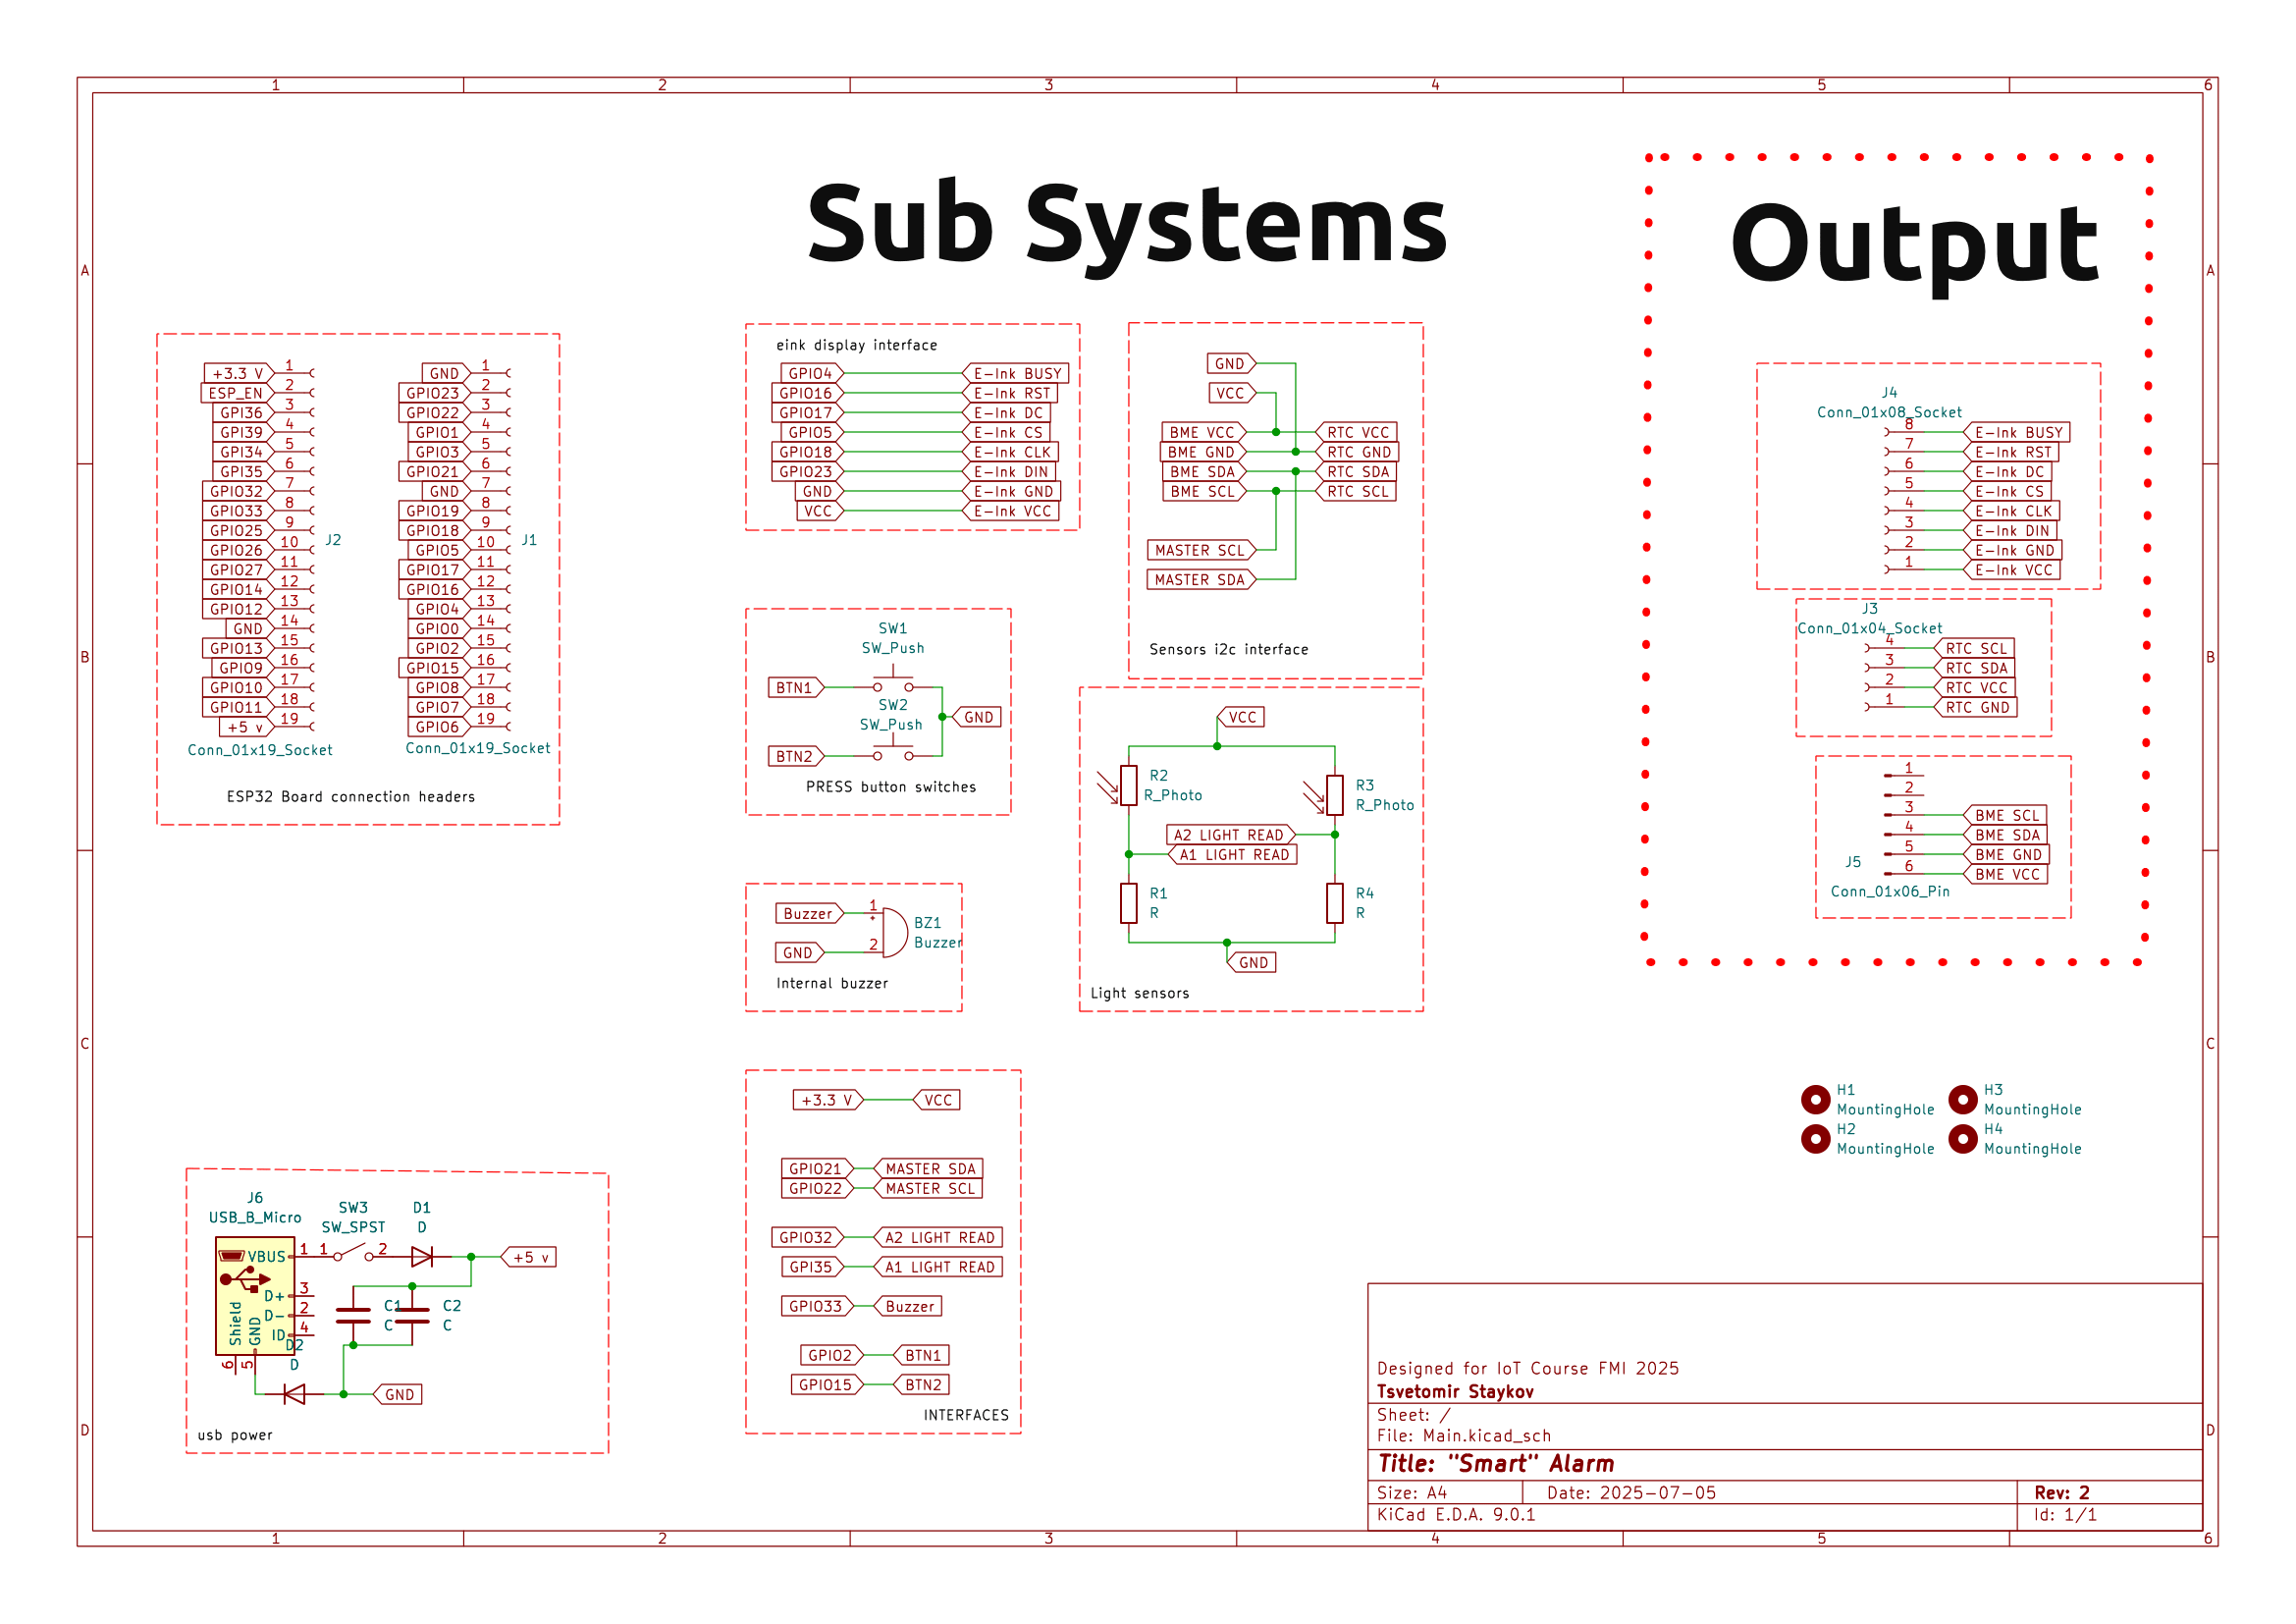 1 2 3 4 5 6
A
B
C
D
A
B
C
D
1 2 3 4 5 6
Sub Systems
Output
+3.3 V 1
ESP_EN 2
GPI36 3
GPI39 4
GPI34 5
GPI35 6
GPIO32 7
GPIO33 8
GPIO25 9
GPIO26 10
GPIO27 11
GPIO14 12
GPIO12 13
GND 14
GPIO13 15
GPIO9 16
GPIO10 17
GPIO11 18
+5 v 19
J2
Conn_01x19_Socket
GND 1
GPIO23 2
GPIO22 3
GPIO1 4
GPIO3 5
GPIO21 6
GND 7
GPIO19 8
GPIO18 9
GPIO5 10
GPIO17 11
GPIO16 12
GPIO4 13
GPIO0 14
GPIO2 15
GPIO15 16
GPIO8 17
GPIO7 18
GPIO6 19
J1
Conn_01x19_Socket
ESP32 Board connection headers
eink display interface
GPIO4 E-Ink BUSY
GPIO16 E-Ink RST
GPIO17 E-Ink DC
GPIO5 E-Ink CS
GPIO18 E-Ink CLK
GPIO23 E-Ink DIN
GND E-Ink GND
VCC E-Ink VCC
GND
VCC
BME VCC RTC VCC
BME GND RTC GND
BME SDA RTC SDA
BME SCL RTC SCL
MASTER SCL
MASTER SDA
Sensors i2c interface
SW1
SW_Push
BTN1
SW2
SW_Push
GND
BTN2
PRESS button switches
VCC
R2
R_Photo
R3
R_Photo
A2 LIGHT READ
A1 LIGHT READ
R1
R
R4
R
GND
Light sensors
Buzzer 1
+
GND 2
BZ1
Buzzer
Internal buzzer
+3.3 V VCC
GPIO21 MASTER SDA
GPIO22 MASTER SCL
GPIO32 A2 LIGHT READ
GPI35 A1 LIGHT READ
GPIO33 Buzzer
GPIO2 BTN1
GPIO15 BTN2
INTERFACES
J4
Conn_01x08_Socket
8 E-Ink BUSY
7 E-Ink RST
6 E-Ink DC
5 E-Ink CS
4 E-Ink CLK
3 E-Ink DIN
2 E-Ink GND
1 E-Ink VCC
J3
Conn_01x04_Socket
4 RTC SCL
3 RTC SDA
2 RTC VCC
1 RTC GND
1
2
3 BME SCL
4 BME SDA
5 BME GND
6 BME VCC
J5
Conn_01x06_Pin
H1
MountingHole
H2
MountingHole
H3
MountingHole
H4
MountingHole
J6
USB_B_Micro
SW3
SW_SPST
D1
D
VBUS 1 1 2
+5 v
D+ 3
D- 2
ID 4
Shield
GND
6
5
C1
C
C2
C
D2
D
GND
usb power
Designed for IoT Course FMI 2025
Tsvetomir Staykov
Sheet: /
File: Main.kicad_sch
Title: "Smart" Alarm
Size: A4 Date: 2025-07-05 Rev: 2
KiCad E.D.A. 9.0.1 Id: 1/1